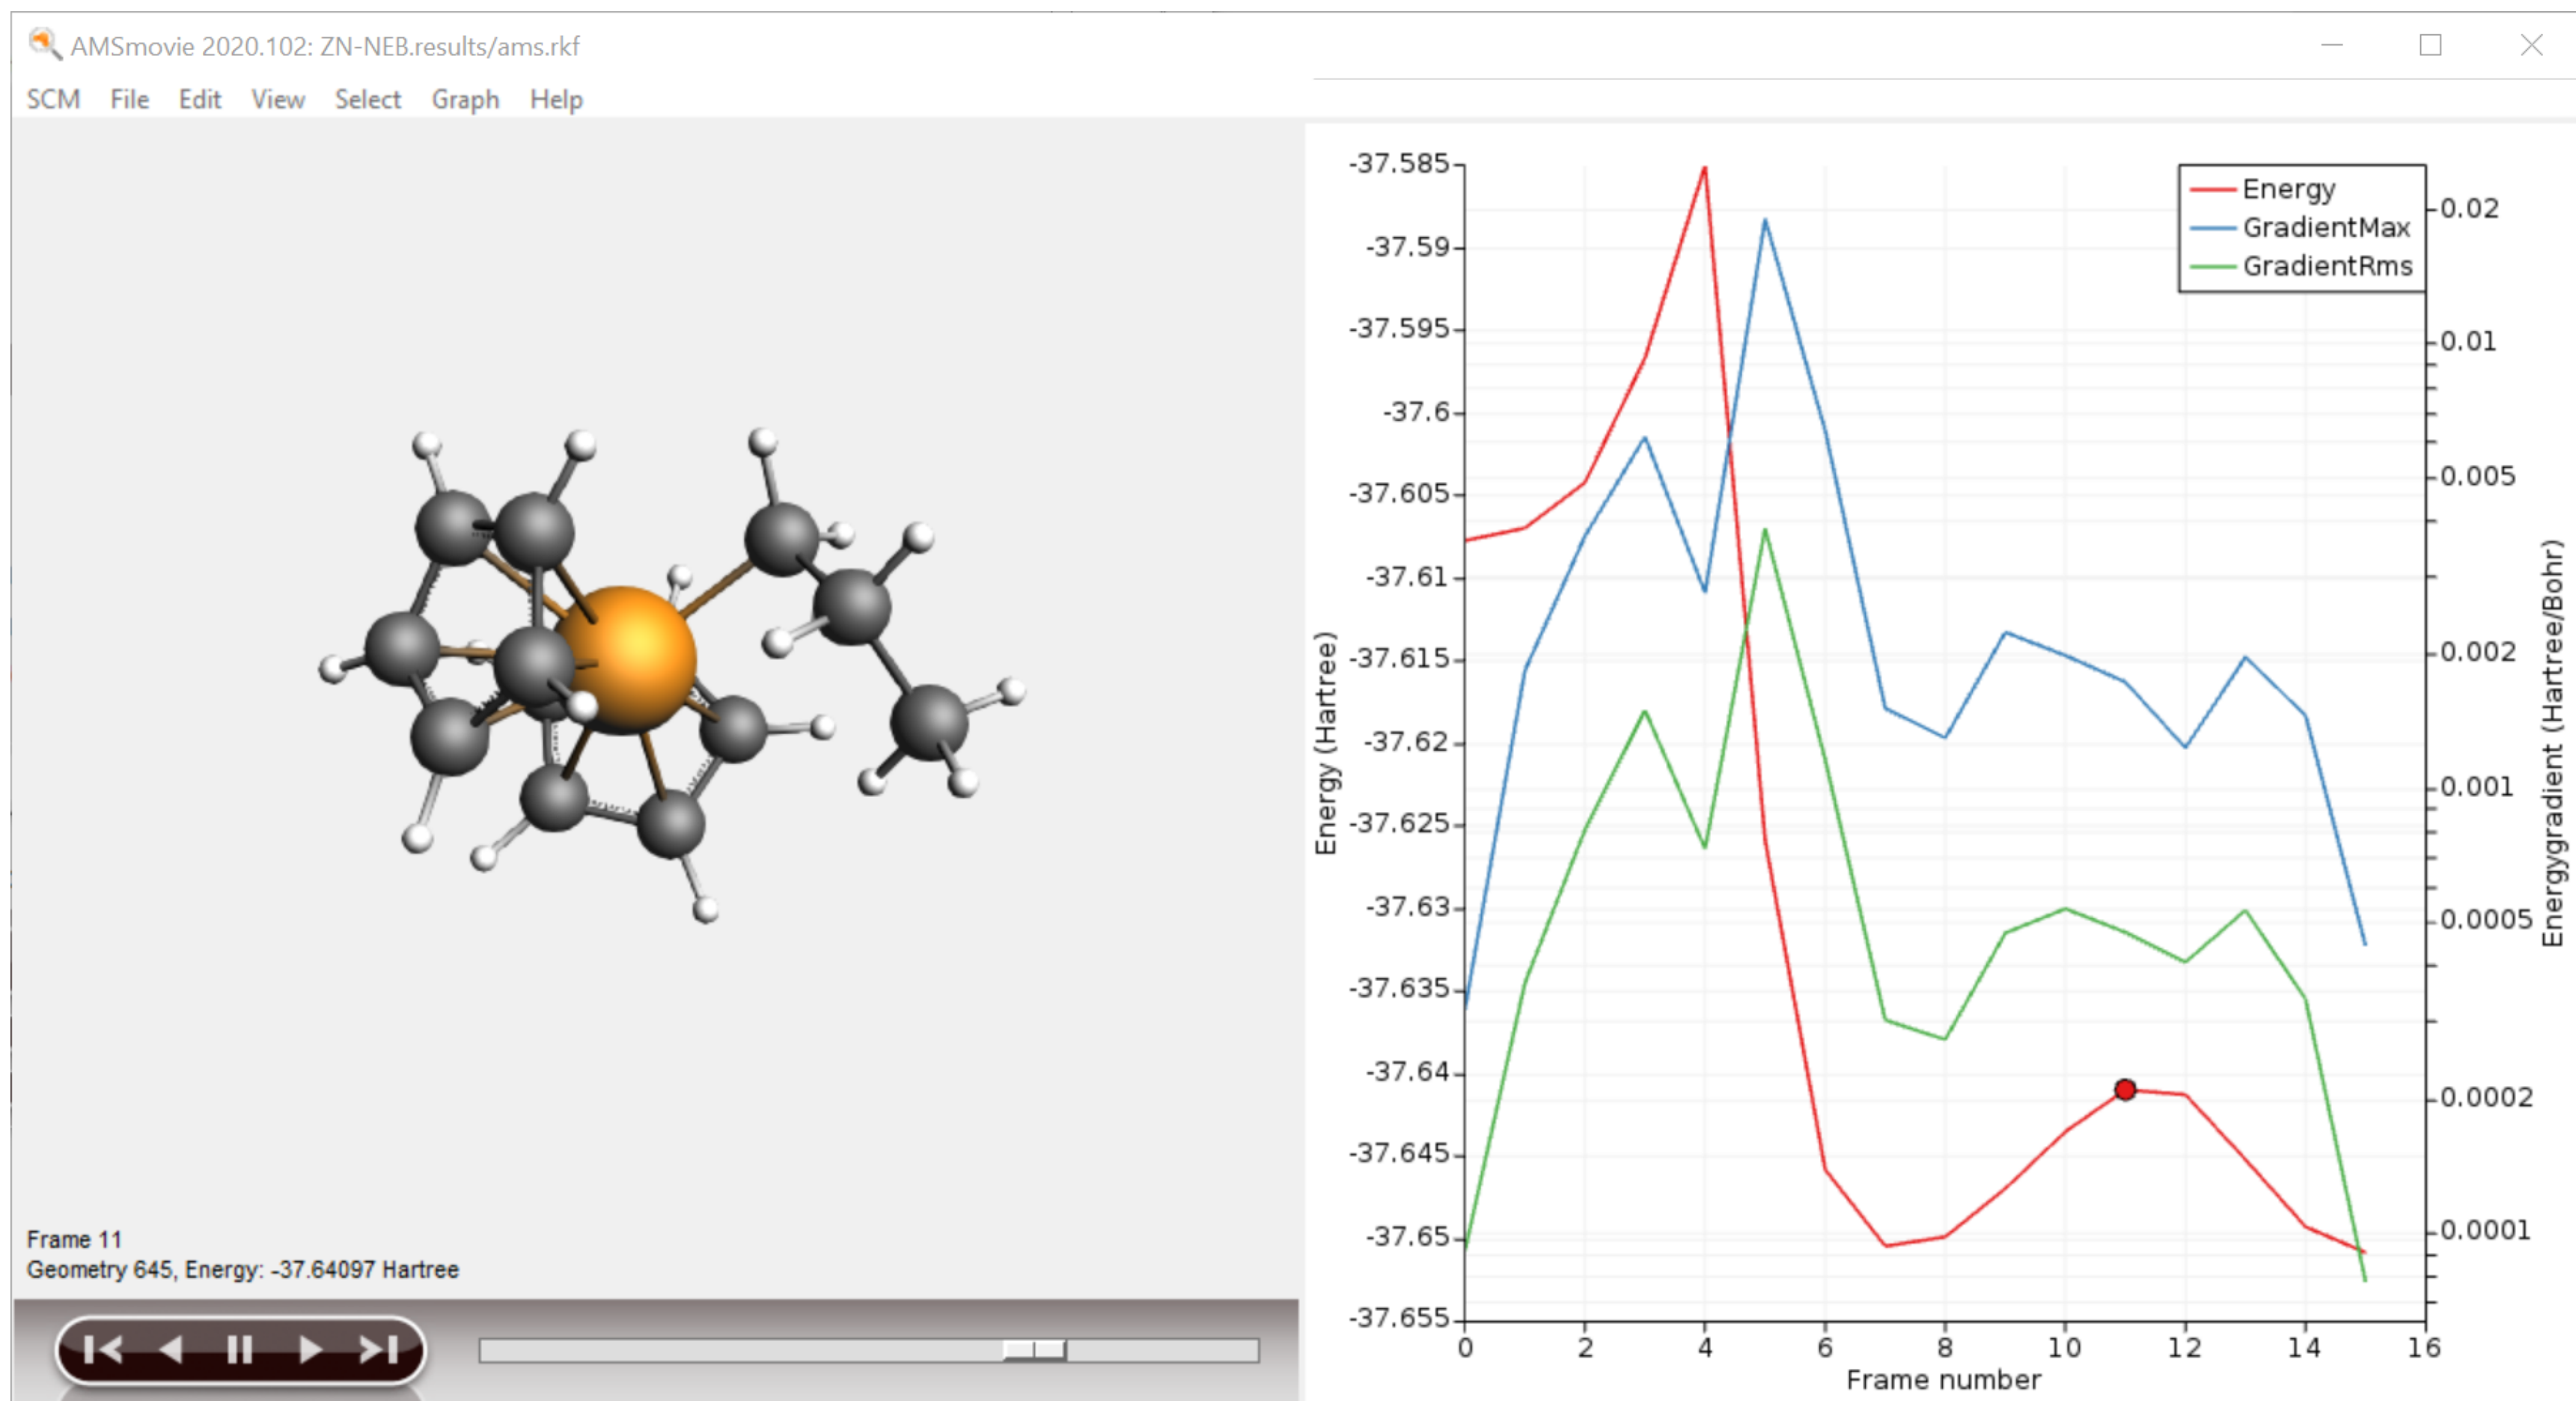 AMSmovie 2020.102: ZN-NEB.results/ams.rkf
SCM File Edit View Select Graph Help
Frame 11
Geometry 645, Energy: -37.64097 Hartree
Energy (Hartree)
-37.585
-37.59
-37.595
-37.6
-37.605
-37.61
-37.615
-37.62
-37.625
-37.63
-37.635
-37.64
-37.645
-37.65
-37.655
Energy
GradientMax
GradientRms
0.02
0.01
0.005
0.002
0.001
0.0005
0.0002
0.0001
Energygradient (Hartree/Bohr)
0 2 4 6 8 10 12 14 16
Frame number